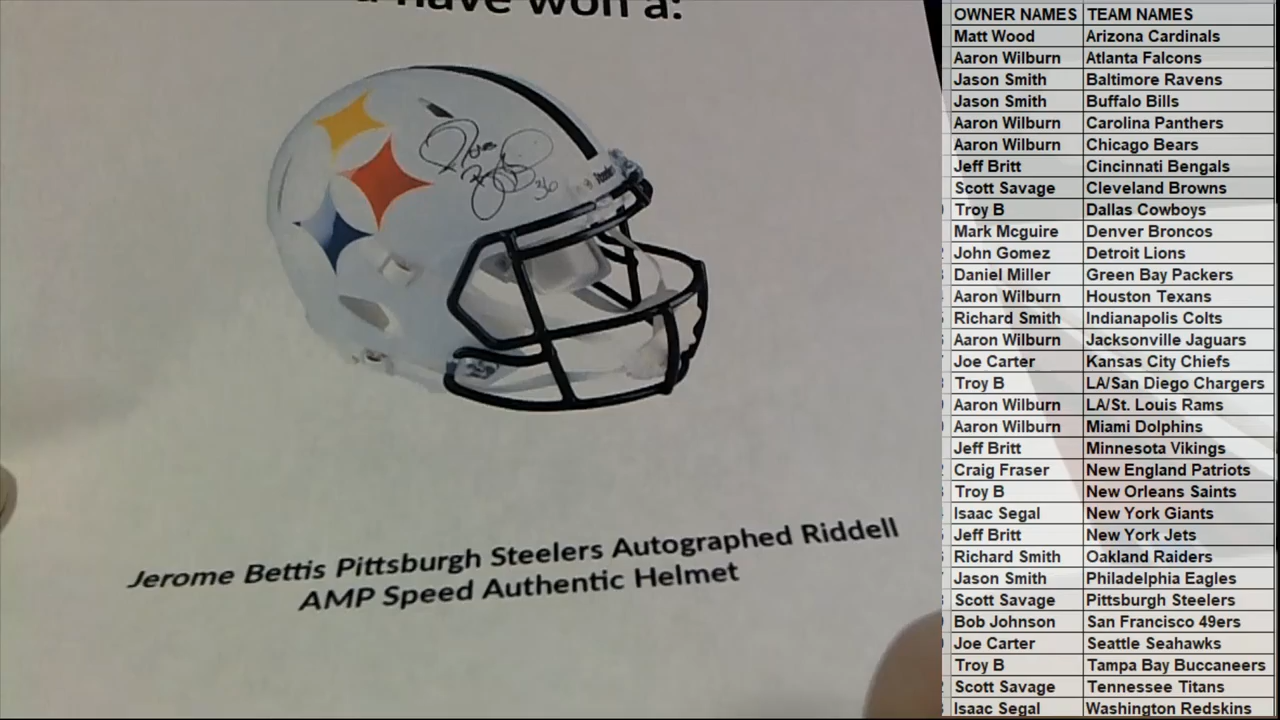 have won a:
Jerome Bettis Pittsburgh Steelers Autographed Riddell
AMP Speed Authentic Helmet
OWNER NAMES TEAM NAMES
Matt Wood Arizona Cardinals
Aaron Wilburn Atlanta Falcons
Jason Smith Baltimore Ravens
Jason Smith Buffalo Bills
Aaron Wilburn Carolina Panthers
Aaron Wilburn Chicago Bears
Jeff Britt Cincinnati Bengals
Scott Savage Cleveland Browns
Troy B Dallas Cowboys
Mark Mcguire Denver Broncos
John Gomez Detroit Lions
Daniel Miller Green Bay Packers
Aaron Wilburn Houston Texans
Richard Smith Indianapolis Colts
Aaron Wilburn Jacksonville Jaguars
Joe Carter Kansas City Chiefs
Troy B LA/San Diego Chargers
Aaron Wilburn LA/St. Louis Rams
Aaron Wilburn Miami Dolphins
Jeff Britt Minnesota Vikings
Craig Fraser New England Patriots
Troy B New Orleans Saints
Isaac Segal New York Giants
Jeff Britt New York Jets
Richard Smith Oakland Raiders
Jason Smith Philadelphia Eagles
Scott Savage Pittsburgh Steelers
Bob Johnson San Francisco 49ers
Joe Carter Seattle Seahawks
Troy B Tampa Bay Buccaneers
Scott Savage Tennessee Titans
Isaac Segal Washington Redskins